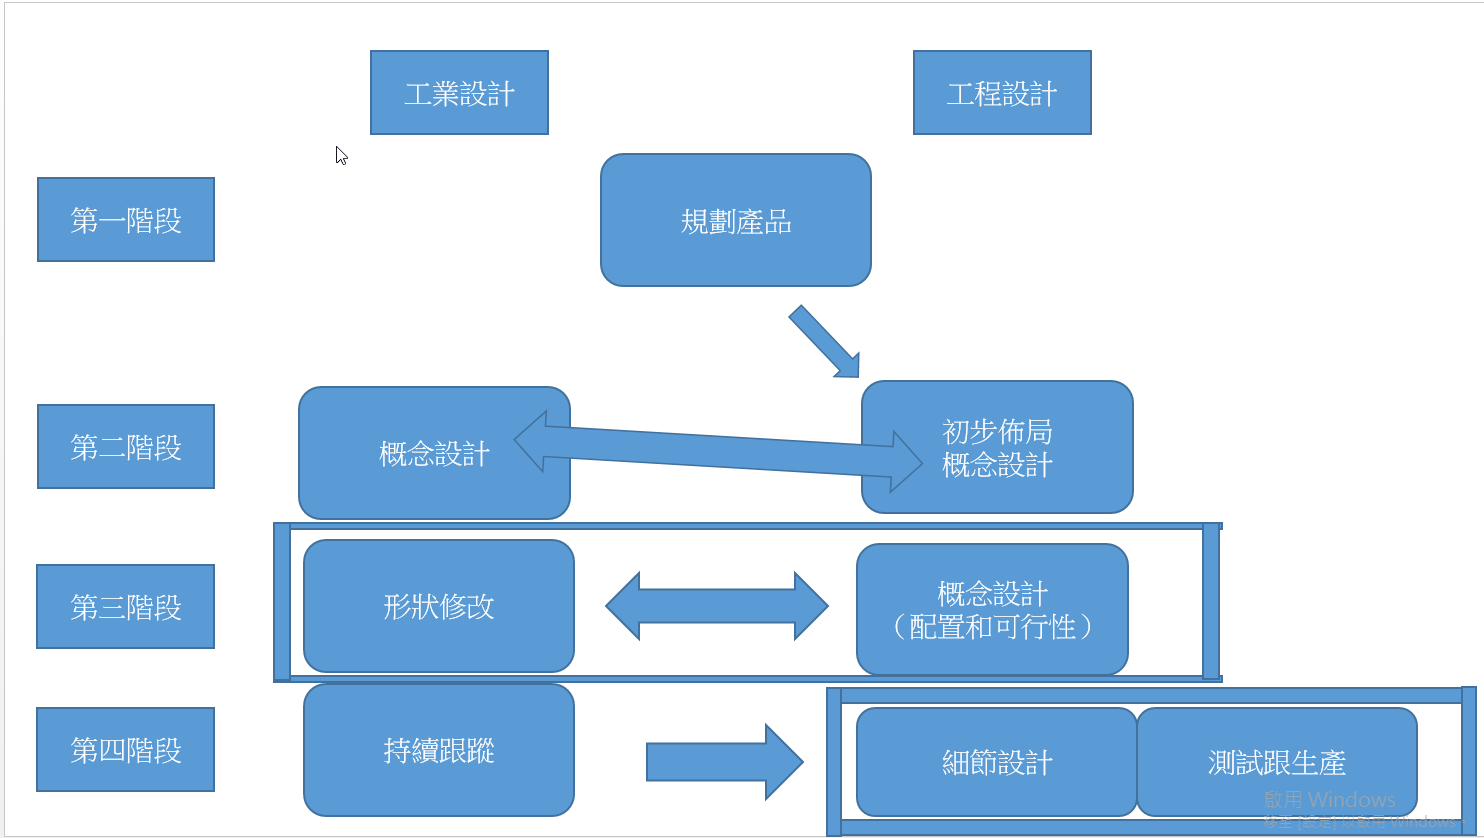 工業設計
工程設計
第一階段
規劃產品
第二階段
概念設計
初步佈局
概念設計
第三階段
形狀修改
概念設計
（配置和可行性）
第四階段
持續跟蹤
細節設計
測試跟生產
啟用 Windows
移至 [設定] 以啟用 Windows。